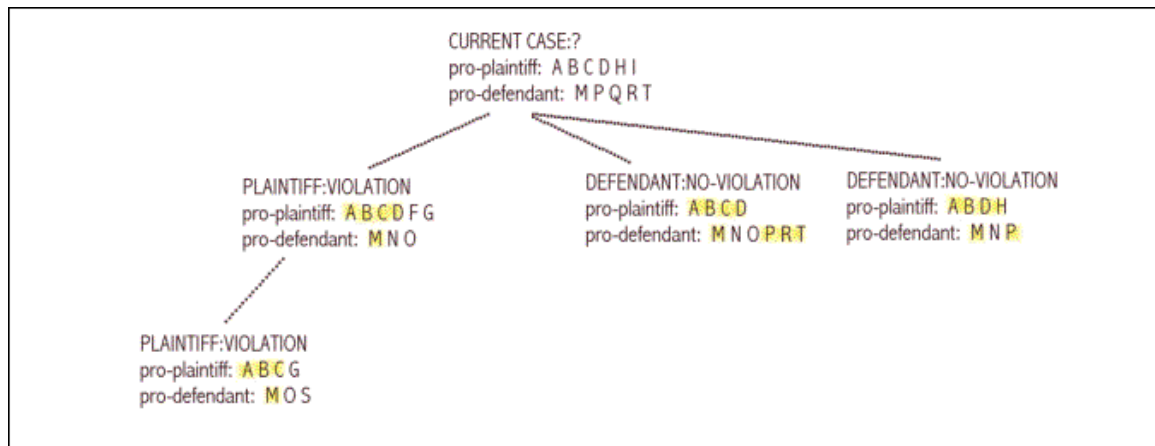 CURRENT CASE:?
pro-plaintiff: A B C D H I
pro-defendant: M P Q R T
PLAINTIFF:VIOLATION
pro-plaintiff: A B C D F G
pro-defendant: M N O
DEFENDANT:NO-VIOLATION
pro-plaintiff: A B C D
pro-defendant: M N O P R T
DEFENDANT:NO-VIOLATION
pro-plaintiff: A B D H
pro-defendant: M N P
PLAINTIFF:VIOLATION
pro-plaintiff: A B C G
pro-defendant: M O S